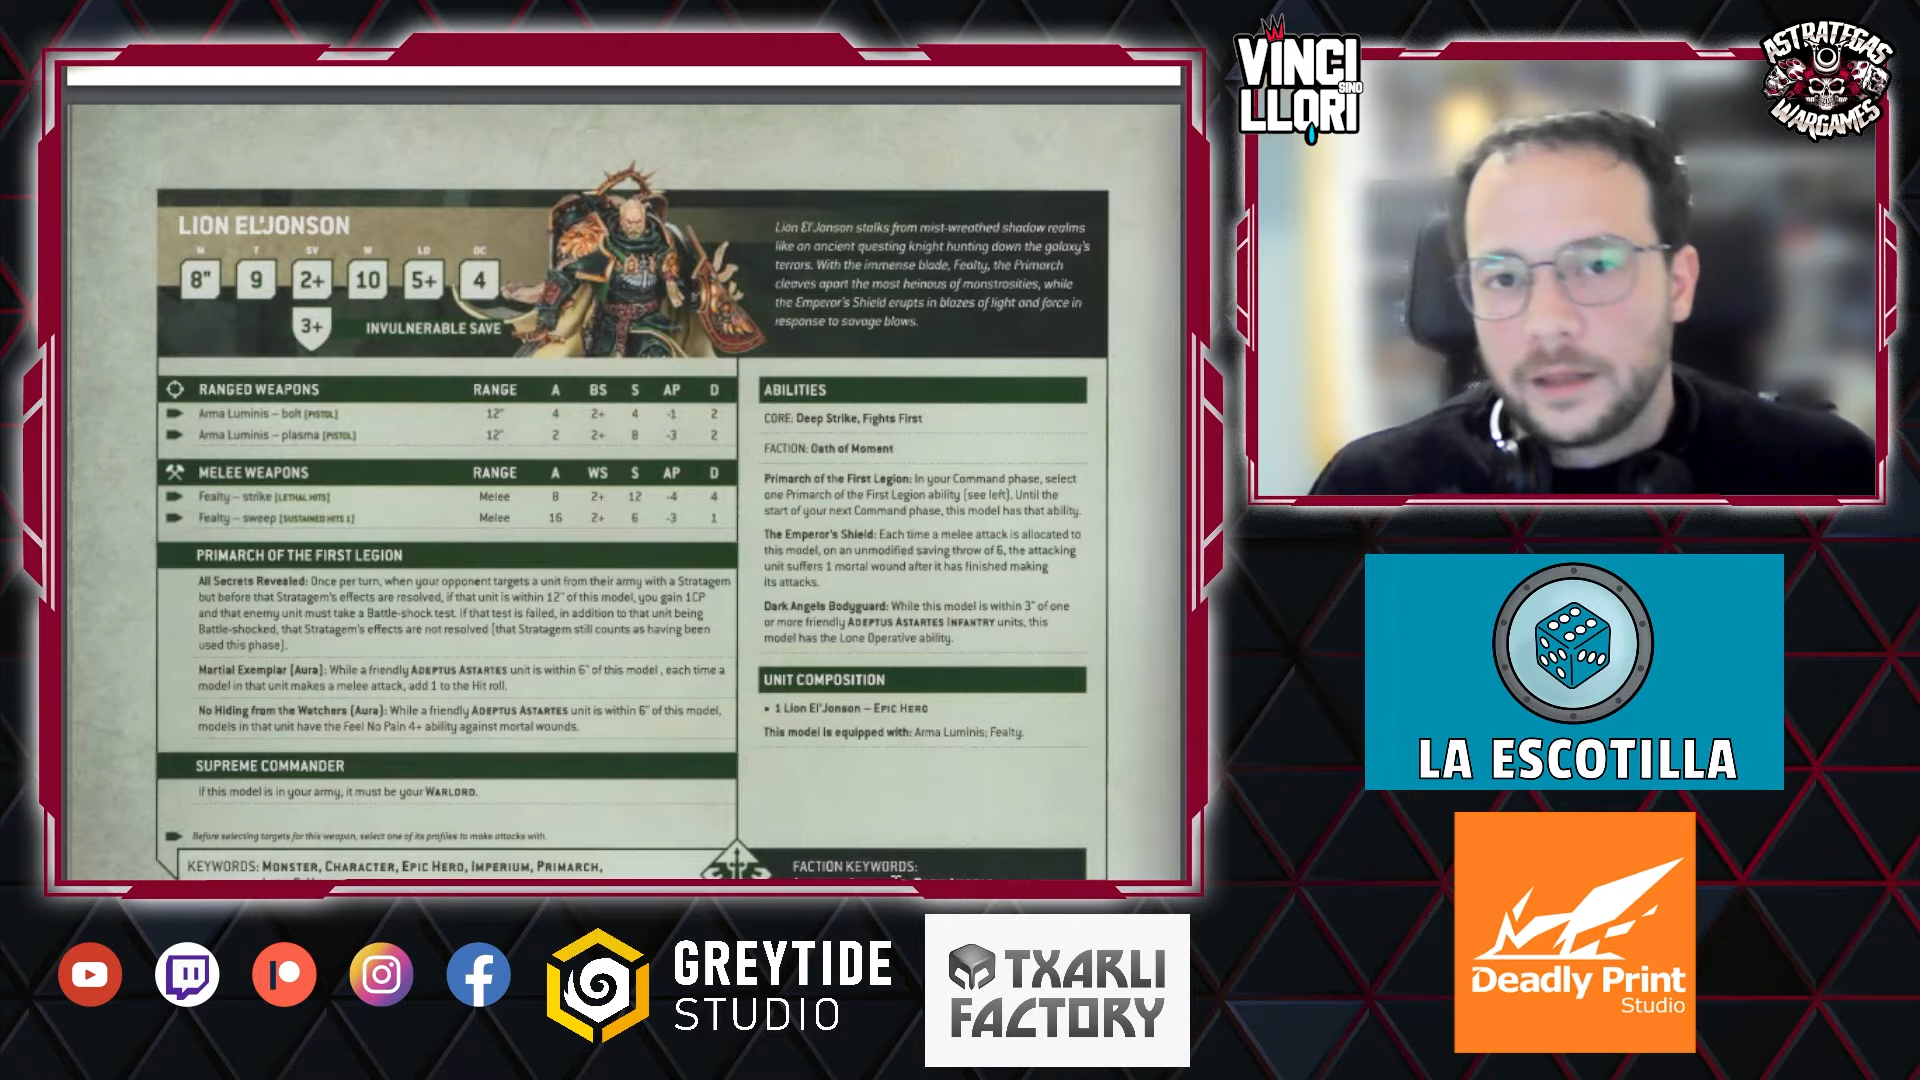 LION EL'JONSON
M T SV W LD OC
8" 9 2+ 10 5+ 4
3+ INVULNERABLE SAVE
Lion El'Jonson stalks from mist-wreathed shadow realms
like an ancient questing knight hunting down the galaxy's
terrors. With the immense blade, Fealty, the Primarch
cleaves apart the most heinous of monstrosities, while
the Emperor's Shield erupts in blazes of light and force in
response to savage blows.
RANGED WEAPONS RANGE A BS S AP D
Arma Luminis – bolt [PISTOL] 12" 4 2+ 4 -1 2
Arma Luminis – plasma [PISTOL] 12" 2 2+ 8 -3 2
MELEE WEAPONS RANGE A WS S AP D
Fealty – strike [LETHAL HITS] Melee 8 2+ 12 -4 4
Fealty – sweep [SUSTAINED HITS 1] Melee 16 2+ 6 -3 1
PRIMARCH OF THE FIRST LEGION
All Secrets Revealed: Once per turn, when your opponent targets a unit from their army with a Stratagem
but before that Stratagem's effects are resolved, if that unit is within 12" of this model, you gain 1CP
and that enemy unit must take a Battle-shock test. If that test is failed, in addition to that unit being
Battle-shocked, that Stratagem's effects are not resolved (that Stratagem still counts as having been
used this phase).
Martial Exemplar (Aura): While a friendly ADEPTUS ASTARTES unit is within 6" of this model , each time a
model in that unit makes a melee attack, add 1 to the Hit roll.
No Hiding from the Watchers (Aura): While a friendly ADEPTUS ASTARTES unit is within 6" of this model,
models in that unit have the Feel No Pain 4+ ability against mortal wounds.
SUPREME COMMANDER
If this model is in your army, it must be your WARLORD.
Before selecting targets for this weapon, select one of its profiles to make attacks with.
KEYWORDS: MONSTER, CHARACTER, EPIC HERO, IMPERIUM, PRIMARCH,
ABILITIES
CORE: Deep Strike, Fights First
FACTION: Oath of Moment
Primarch of the First Legion: In your Command phase, select
one Primarch of the First Legion ability (see left). Until the
start of your next Command phase, this model has that ability.
The Emperor's Shield: Each time a melee attack is allocated to
this model, on an unmodified saving throw of 6, the attacking
unit suffers 1 mortal wound after it has finished making
its attacks.
Dark Angels Bodyguard: While this model is within 3" of one
or more friendly ADEPTUS ASTARTES INFANTRY units, this
model has the Lone Operative ability.
UNIT COMPOSITION
• 1 Lion El'Jonson – EPIC HERO
This model is equipped with: Arma Luminis; Fealty.
FACTION KEYWORDS:
VINCI
SINO
LLORI
ASTRATEGAS
WARGAMES
LA ESCOTILLA
Deadly Print
Studio
GREYTIDE
STUDIO
TXARLI
FACTORY